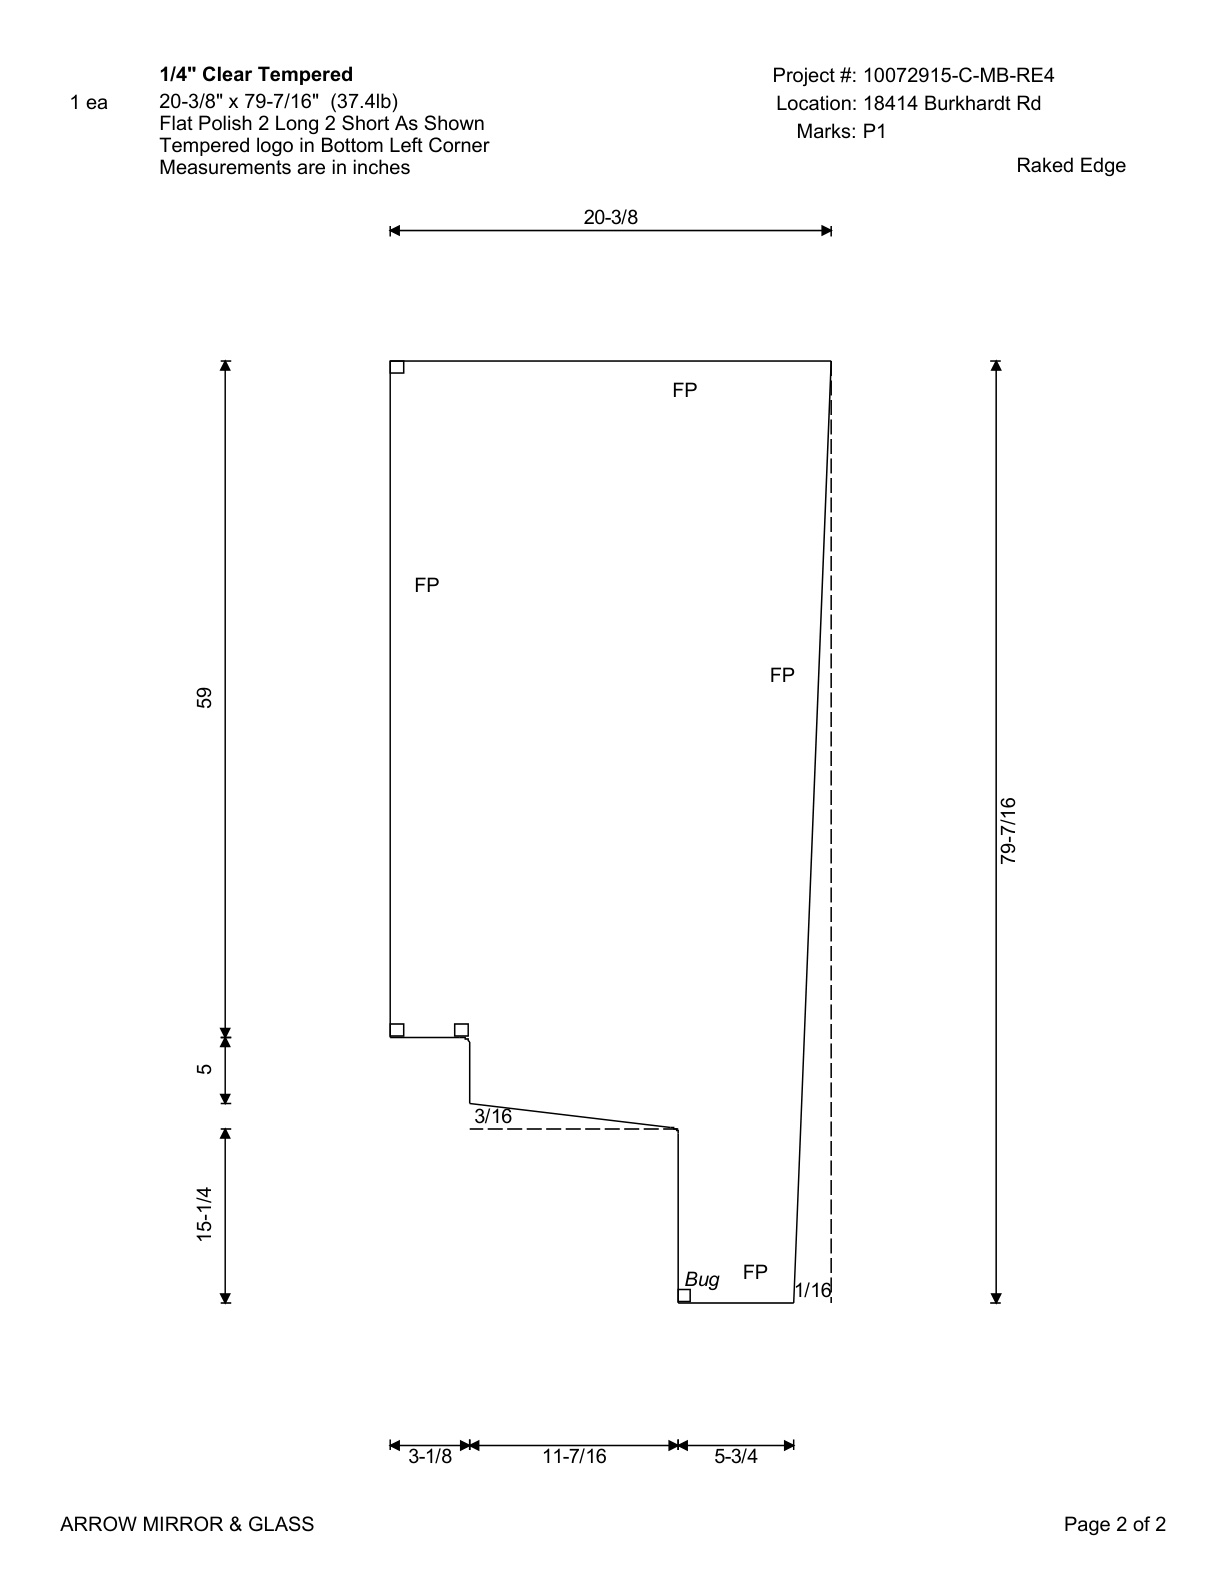 1/4" Clear Tempered
Project #: 10072915-C-MB-RE4
1 ea
20-3/8" x 79-7/16" (37.4lb)
Location: 18414 Burkhardt Rd
Flat Polish 2 Long 2 Short As Shown
Marks: P1
Tempered logo in Bottom Left Corner
Measurements are in inches
Raked Edge
20-3/8
FP
FP
FP
59
79-7/16
5
3/16
15-1/4
Bug
FP
1/16
3-1/8
11-7/16
5-3/4
ARROW MIRROR & GLASS
Page 2 of 2